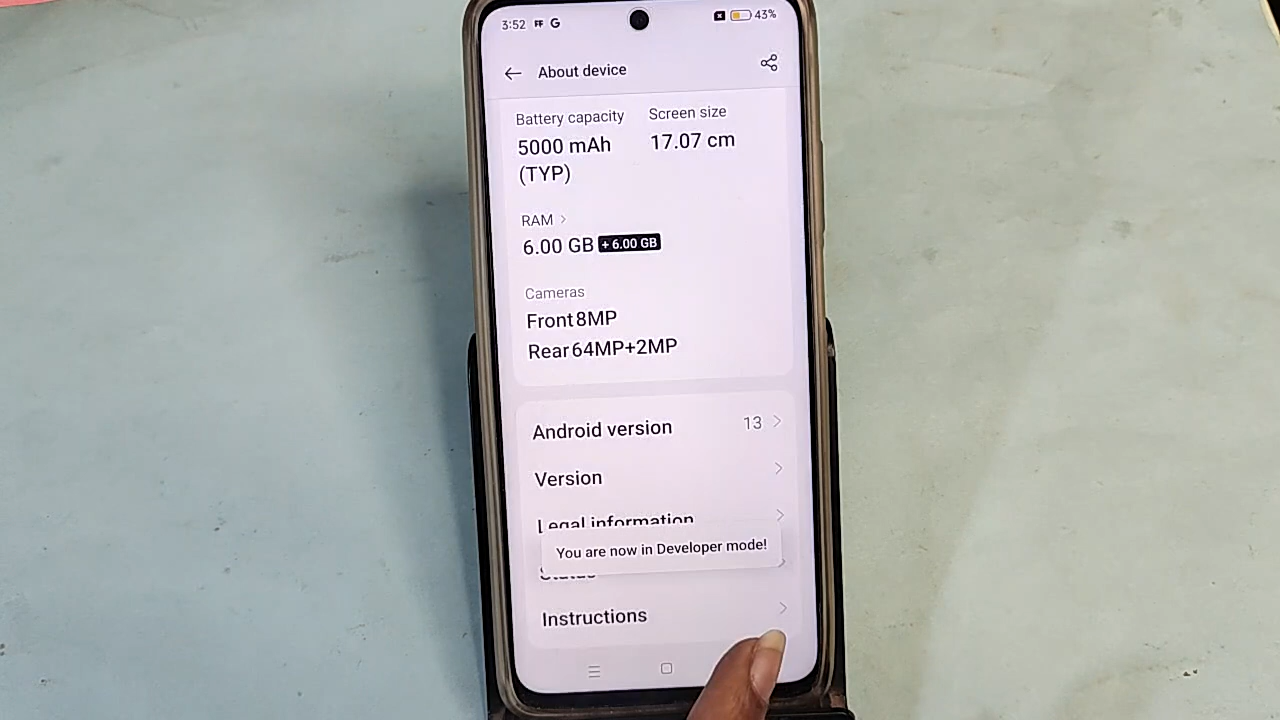 3:52 FF G 43%
About device
Battery capacity Screen size
5000 mAh 17.07 cm
(TYP)
RAM
6.00 GB + 6.00 GB
Cameras
Front 8MP
Rear 64MP+2MP
Android version 13
Version
Legal information
You are now in Developer mode!
Status
Instructions